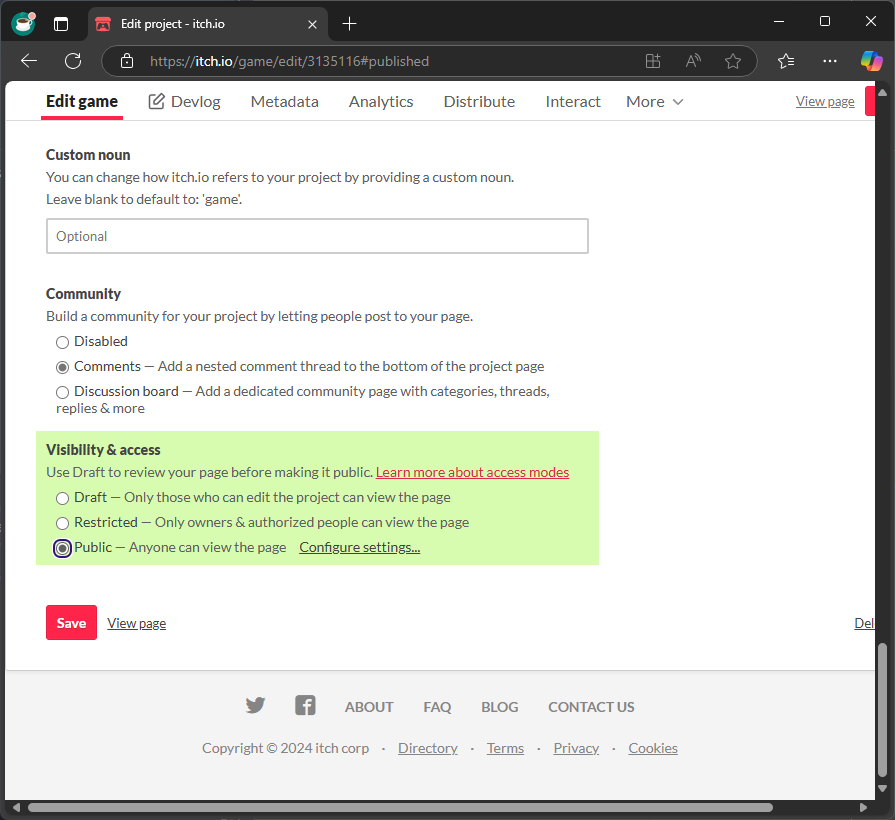 Edit project - itch.io
https://itch.io/game/edit/3135116#published
Edit game
Devlog
Metadata
Analytics
Distribute
Interact
More
View page
Custom noun
You can change how itch.io refers to your project by providing a custom noun.
Leave blank to default to: 'game'.
Optional
Community
Build a community for your project by letting people post to your page.
Disabled
Comments — Add a nested comment thread to the bottom of the project page
Discussion board — Add a dedicated community page with categories, threads,
replies & more
Visibility & access
Use Draft to review your page before making it public. Learn more about access modes
Draft — Only those who can edit the project can view the page
Restricted — Only owners & authorized people can view the page
Public — Anyone can view the page Configure settings...
Save
View page
Del
ABOUT
FAQ
BLOG
CONTACT US
Copyright © 2024 itch corp · Directory · Terms · Privacy · Cookies